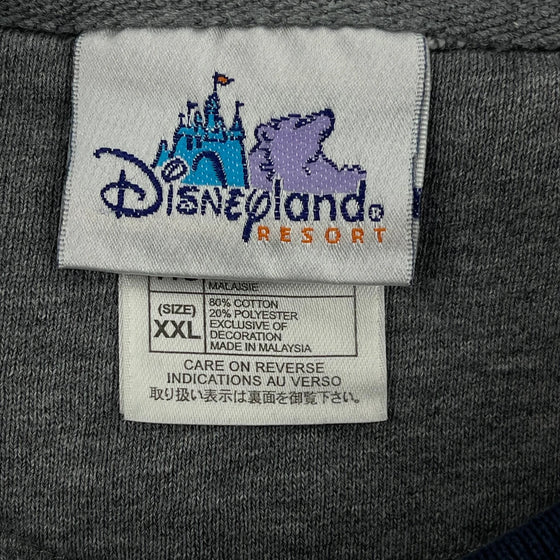 Disneyland®
RESORT
MALAISIE
(SIZE)
XXL
80% COTTON
20% POLYESTER
EXCLUSIVE OF
DECORATION
MADE IN MALAYSIA
CARE ON REVERSE
INDICATIONS AU VERSO
取り扱い表示は裏面を御覧下さい。